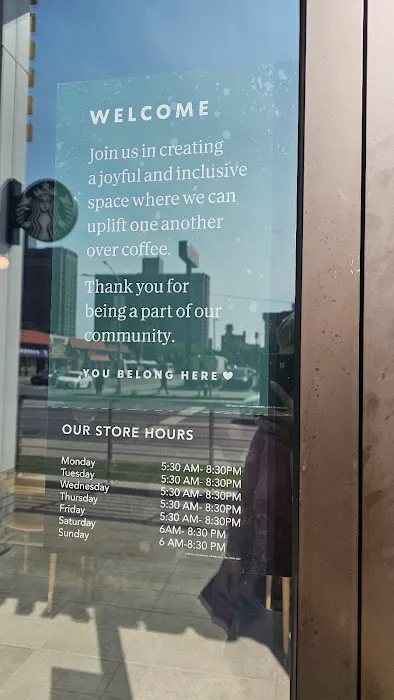 WELCOME
Join us in creating
a joyful and inclusive
space where we can
uplift one another
over coffee.
Thank you for
being a part of our
community.
YOU BELONG HERE
OUR STORE HOURS
Monday 5:30 AM- 8:30PM
Tuesday 5:30 AM- 8:30PM
Wednesday 5:30 AM- 8:30PM
Thursday 5:30 AM- 8:30PM
Friday 5:30 AM- 8:30PM
Saturday 6AM- 8:30 PM
Sunday 6 AM-8:30 PM